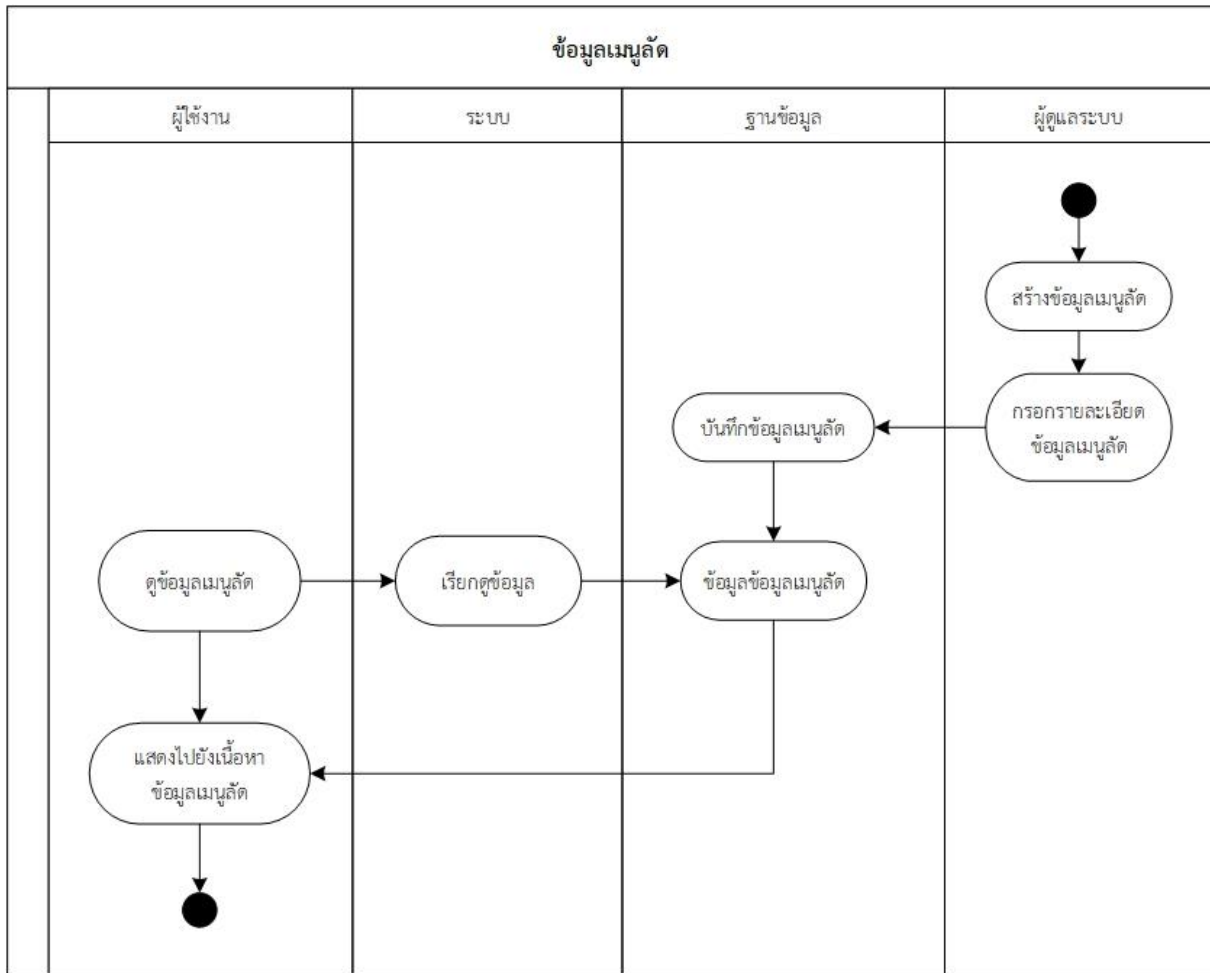 ข้อมูลเมนูลัด
ผู้ใช้งาน
ระบบ
ฐานข้อมูล
ผู้ดูแลระบบ
สร้างข้อมูลเมนูลัด
กรอกรายละเอียด
ข้อมูลเมนูลัด
บันทึกข้อมูลเมนูลัด
ดูข้อมูลเมนูลัด
เรียกดูข้อมูล
ข้อมูลข้อมูลเมนูลัด
แสดงไปยังเนื้อหา
ข้อมูลเมนูลัด